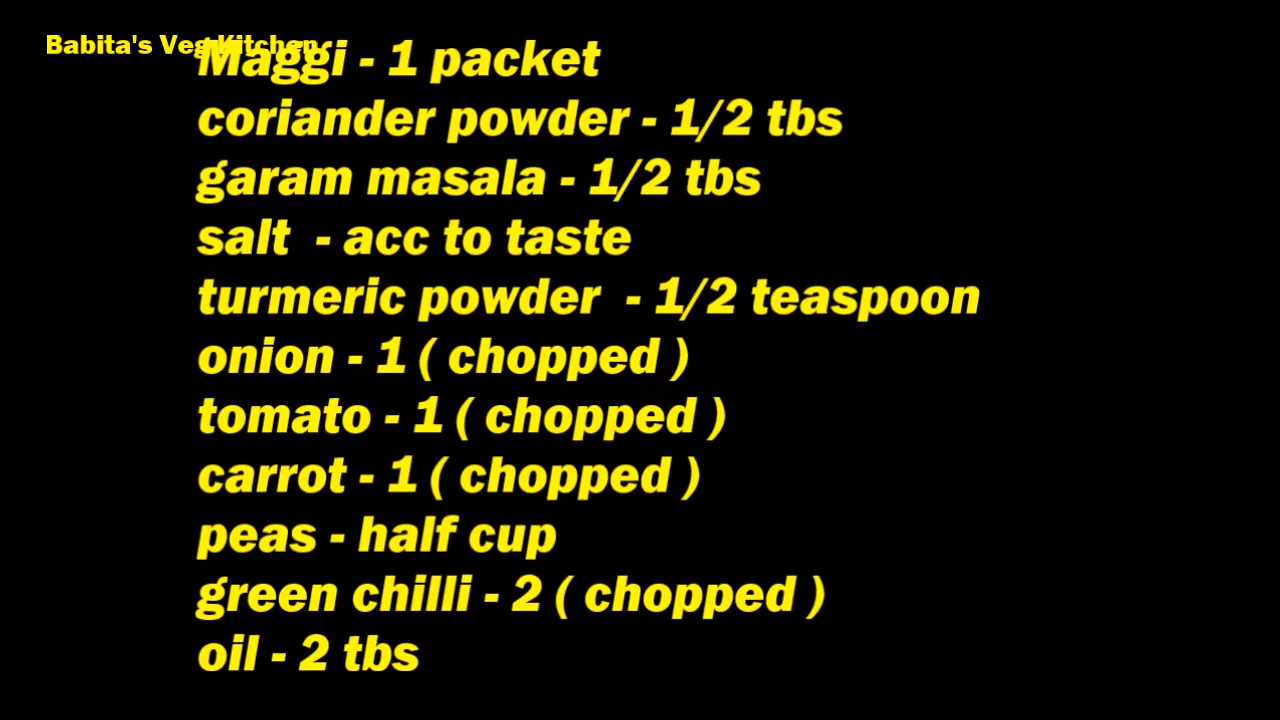 Babita's Veg Kitchen
Maggi - 1 packet
coriander powder - 1/2 tbs
garam masala - 1/2 tbs
salt - acc to taste
turmeric powder - 1/2 teaspoon
onion - 1 ( chopped )
tomato - 1 ( chopped )
carrot - 1 ( chopped )
peas - half cup
green chilli - 2 ( chopped )
oil - 2 tbs